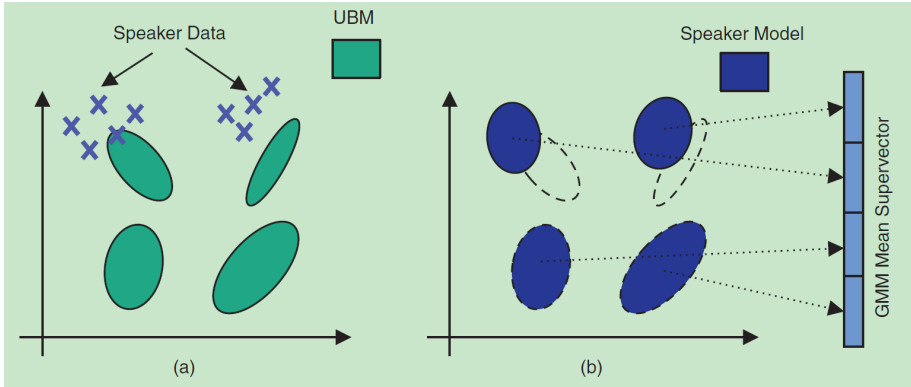 Speaker Data
UBM
(a)
Speaker Model
GMM Mean Supervector
(b)